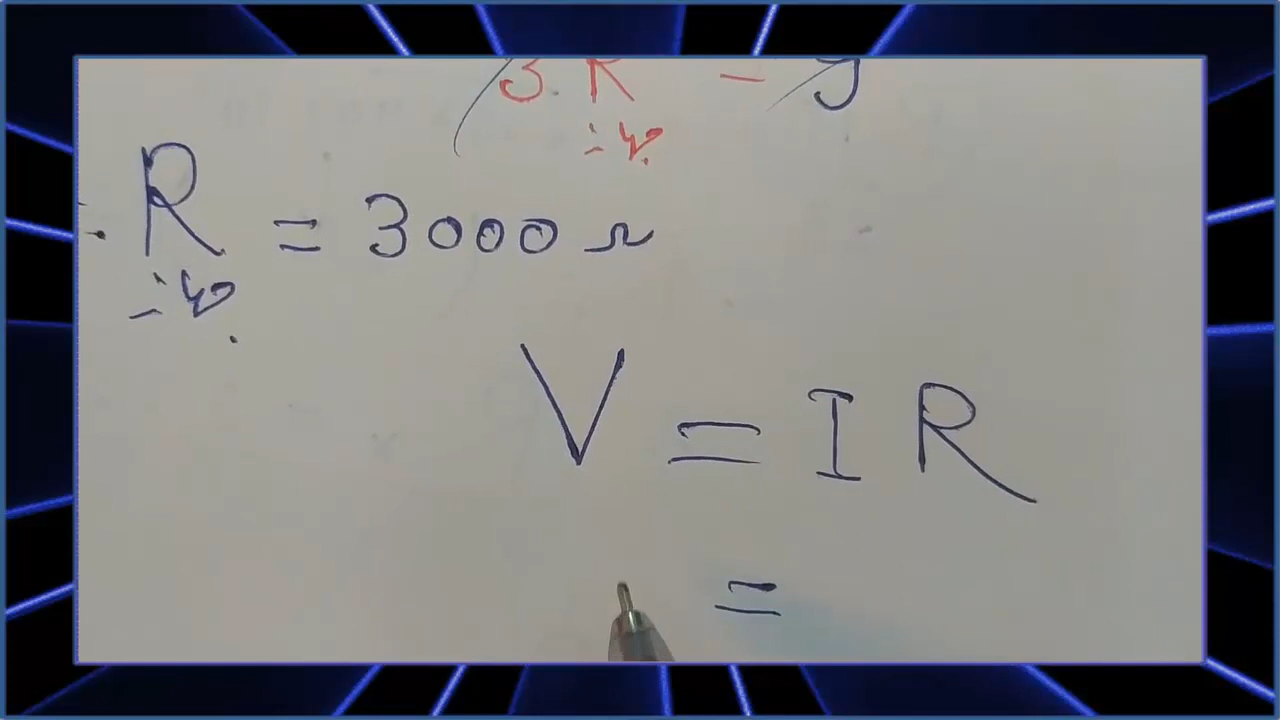 3 R - 9
R = 3000 Ω
V = I R
=